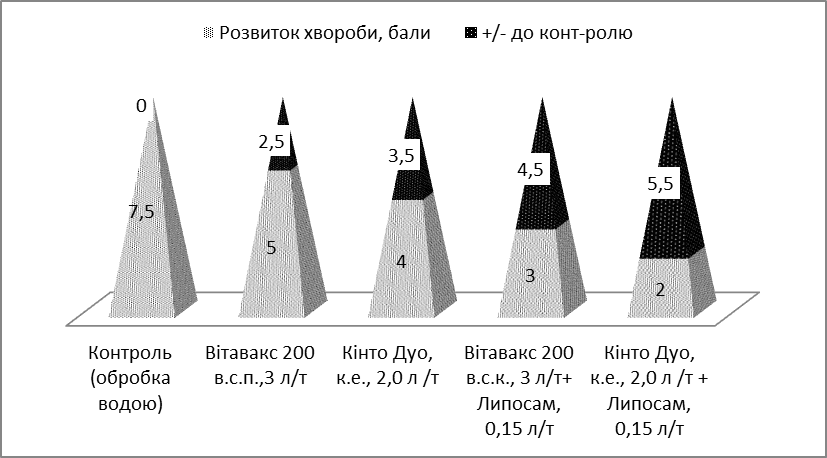 Розвиток хвороби, бали
+/- до конт-ролю
0
2,5
3,5
4,5
5,5
7,5
5
4
3
2
Контроль
(обробка
водою)
Вітавакс 200
в.с.п.,3 л/т
Кінто Дуо,
к.е., 2,0 л /т
Вітавакс 200
в.с.к., 3 л/т+
Липосам,
0,15 л/т
Кінто Дуо,
к.е., 2,0 л /т +
Липосам,
0,15 л/т